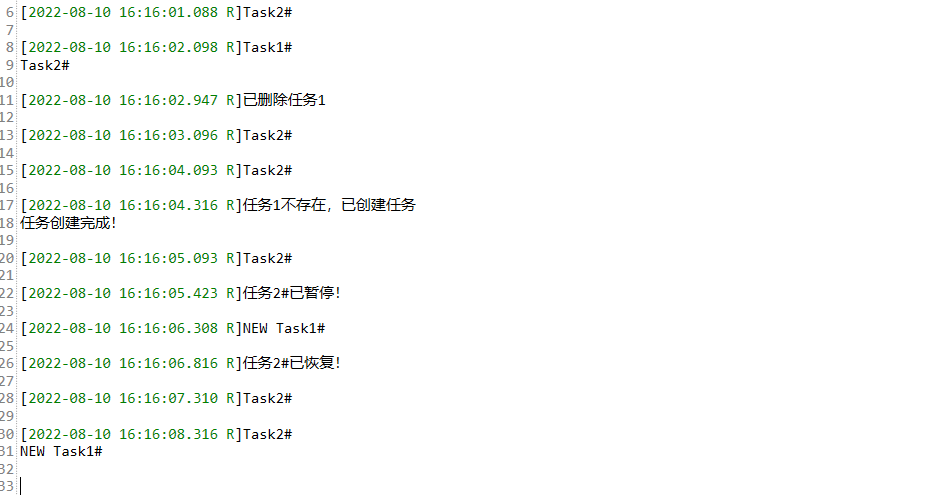 6 [2022-08-10 16:16:01.088 R]Task2#
7
8 [2022-08-10 16:16:02.098 R]Task1#
9 Task2#
10
11 [2022-08-10 16:16:02.947 R]已删除任务1
12
13 [2022-08-10 16:16:03.096 R]Task2#
14
15 [2022-08-10 16:16:04.093 R]Task2#
16
17 [2022-08-10 16:16:04.316 R]任务1不存在，已创建任务
18 任务创建完成！
19
20 [2022-08-10 16:16:05.093 R]Task2#
21
22 [2022-08-10 16:16:05.423 R]任务2#已暂停！
23
24 [2022-08-10 16:16:06.308 R]NEW Task1#
25
26 [2022-08-10 16:16:06.816 R]任务2#已恢复！
27
28 [2022-08-10 16:16:07.310 R]Task2#
29
30 [2022-08-10 16:16:08.316 R]Task2#
31 NEW Task1#
32
33